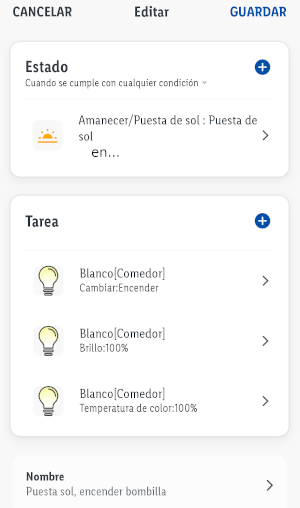 CANCELAR Editar GUARDAR
Estado
Cuando se cumple con cualquier condición
Amanecer/Puesta de sol : Puesta de
sol
en...
Tarea
Blanco[Comedor]
Cambiar:Encender
Blanco[Comedor]
Brillo:100%
Blanco[Comedor]
Temperatura de color:100%
Nombre
Puesta sol, encender bombilla